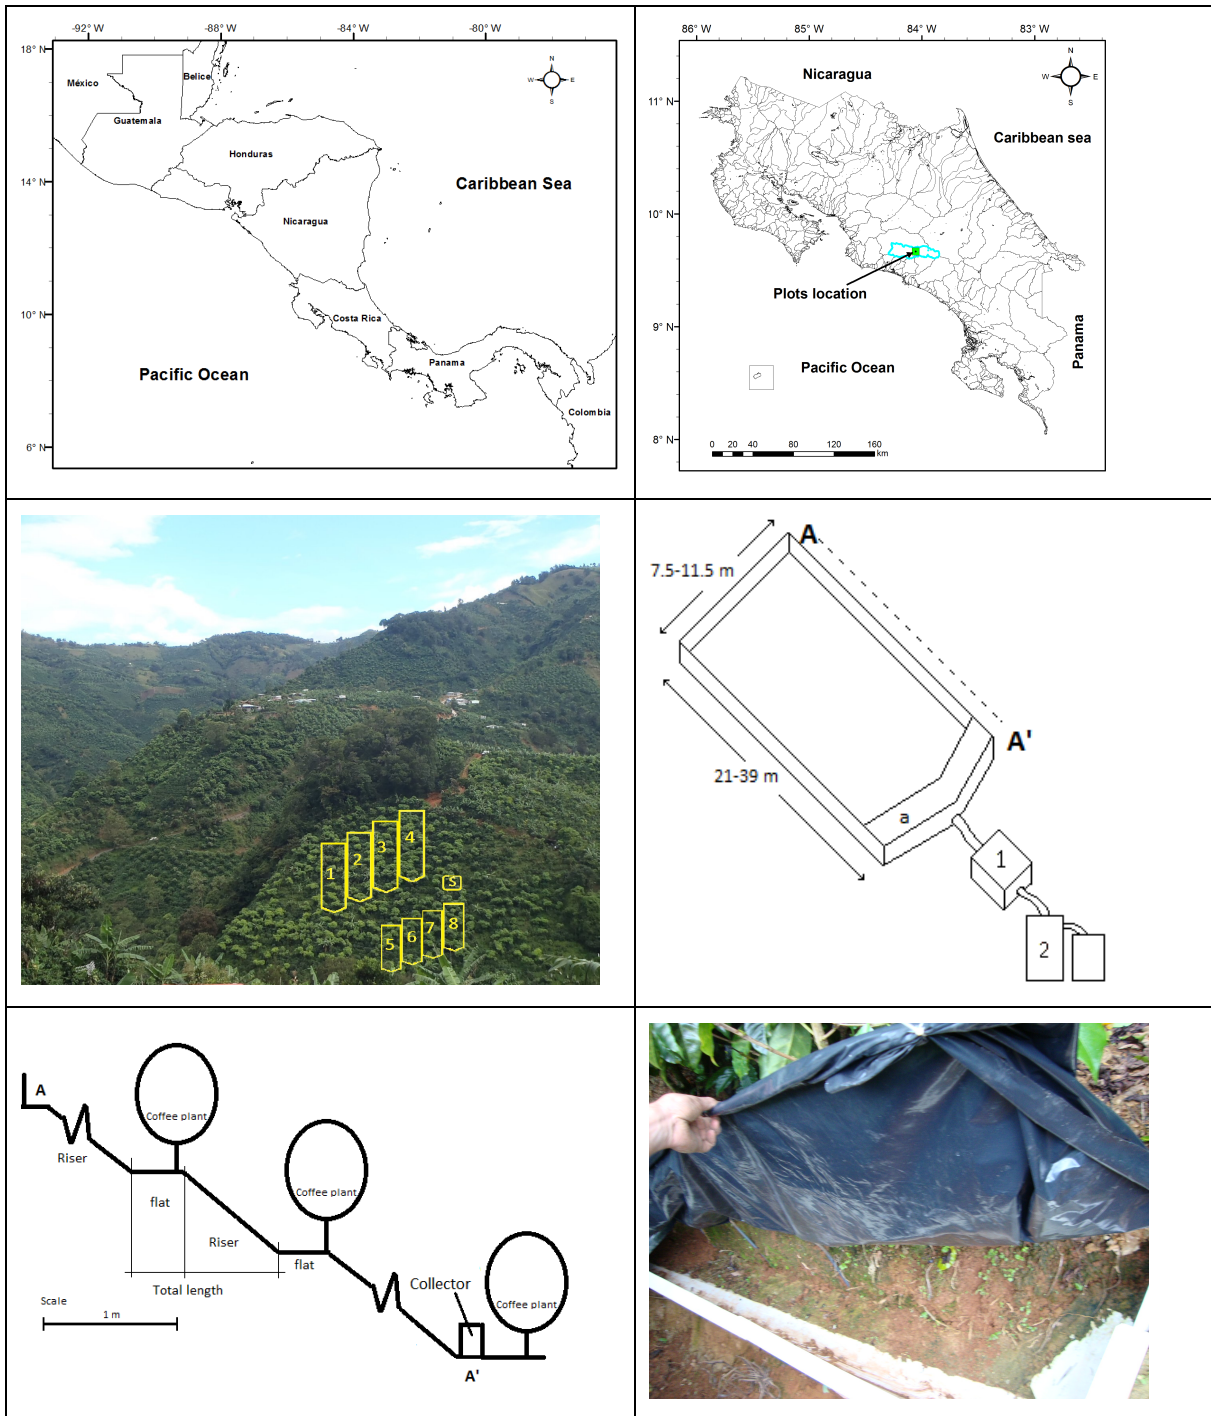 -92° W -88° W -84° W -80° W
18° N
14° N
10° N
6° N
N
W E
S
México
Belice
Guatemala
Honduras
Nicaragua
Caribbean Sea
Costa Rica
Panama
Pacific Ocean
Colombia
86° W 85° W 84° W 83° W
11° N
10° N
9° N
8° N
N
W E
S
Nicaragua
Caribbean sea
Plots location
Panama
Pacific Ocean
0 20 40 80 120 160
km
1
2
3
4
S
5
6
7
8
A
7.5-11.5 m
A'
21-39 m
a
1
2
A
Coffee plant
Riser
flat
Coffee plant
Riser
flat
Total length
Collector
Coffee plant
Scale
1 m
A'